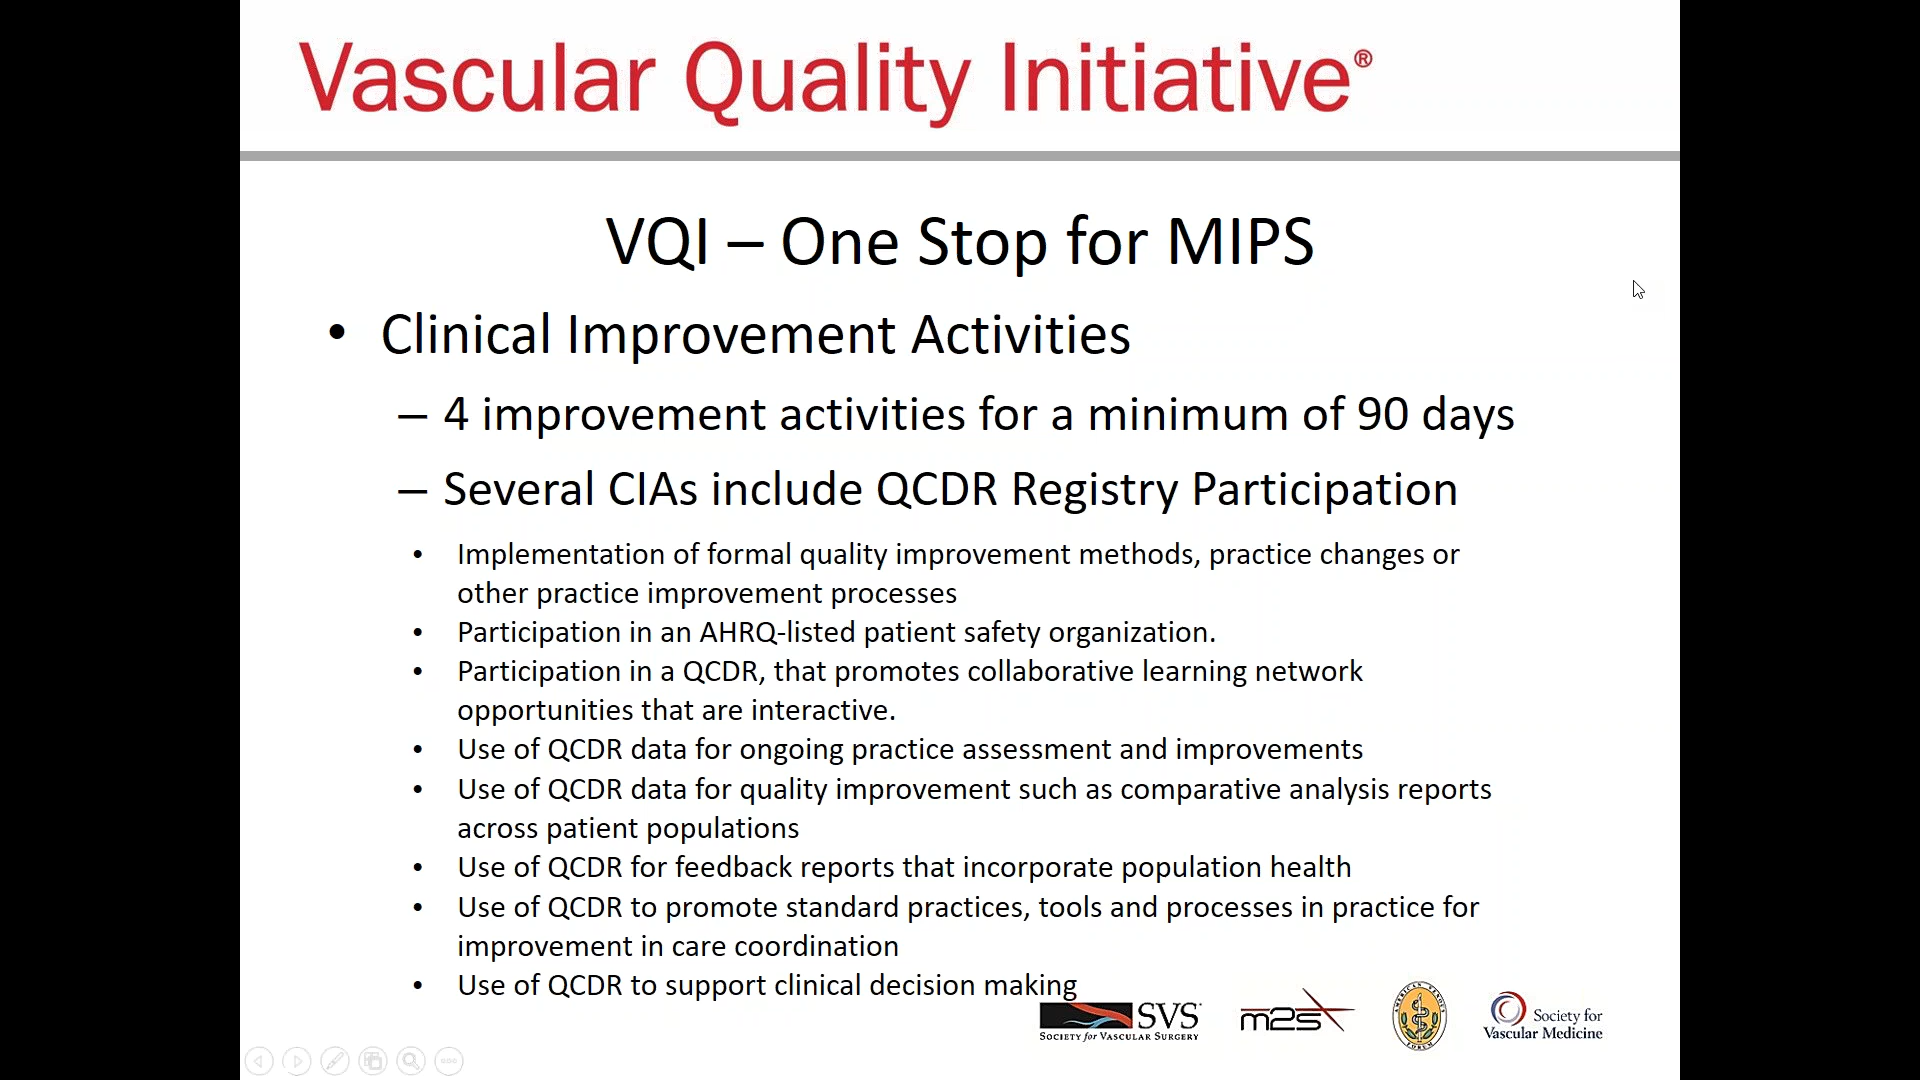 Vascular Quality Initiative®
VQI – One Stop for MIPS
• Clinical Improvement Activities
– 4 improvement activities for a minimum of 90 days
– Several CIAs include QCDR Registry Participation
• Implementation of formal quality improvement methods, practice changes or
other practice improvement processes
• Participation in an AHRQ-listed patient safety organization.
• Participation in a QCDR, that promotes collaborative learning network
opportunities that are interactive.
• Use of QCDR data for ongoing practice assessment and improvements
• Use of QCDR data for quality improvement such as comparative analysis reports
across patient populations
• Use of QCDR for feedback reports that incorporate population health
• Use of QCDR to promote standard practices, tools and processes in practice for
improvement in care coordination
• Use of QCDR to support clinical decision making
SVS
SOCIETY for VASCULAR SURGERY
m2s
AMERICAN VENOUS
FORUM
Society for
Vascular Medicine